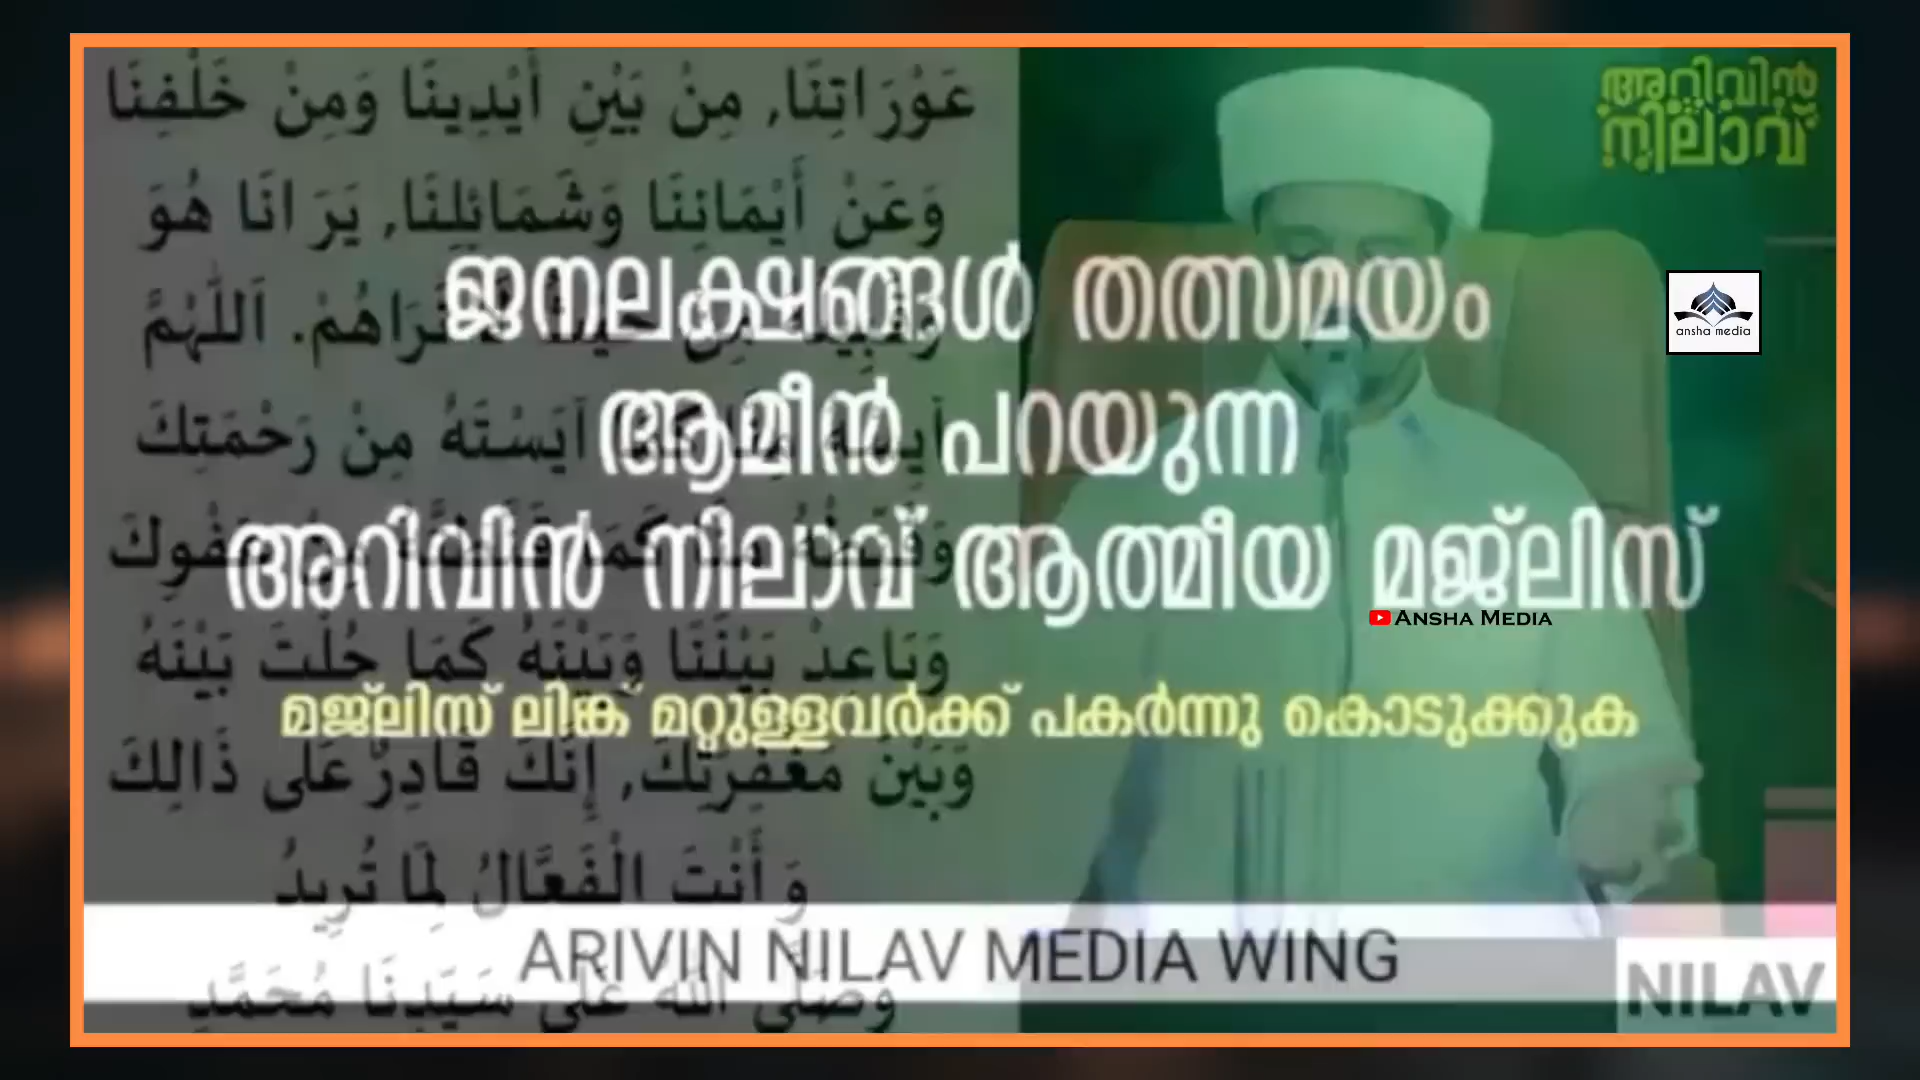 عَوْرَاتِنَا, مِنْ بَيْنِ أَيْدِينَا وَمِنْ خَلْفِنَا
وَعَنْ أَيْمَانِنَا وَشَمَائِلِنَا, يَرَانَا هُوَ
اَللّٰهُمَّ
اٰيَسْتَهُ مِنْ رَحْمَتِكَ
وَبَاعِدْ بَيْنَنَا وَبَيْنَهُ كَمَا حُلْتَ بَيْنَهُ
وَبَيْنَ مَغْفِرَتِكَ, إِنَّكَ قَادِرٌ عَلَى ذَالِكَ
وَأَنْتَ الْفَعَّالُ لِمَا تُرِيدُ
وَصَلَّى اللهُ عَلَى سَيِّدِنَا مُحَمَّدٍ
അറിവിൻ
നിലാവ്
ജനലക്ഷങ്ങൾ തത്സമയം
ആമീൻ പറയുന്ന
അറിവിൻ നിലാവ് ആത്മീയ മജ്ലിസ്
മജ്ലിസ് ലിങ്ക് മറ്റുള്ളവർക്ക് പകർന്നു കൊടുക്കുക
ansha media
ANSHA MEDIA
ARIVIN NILAV MEDIA WING
NILAV